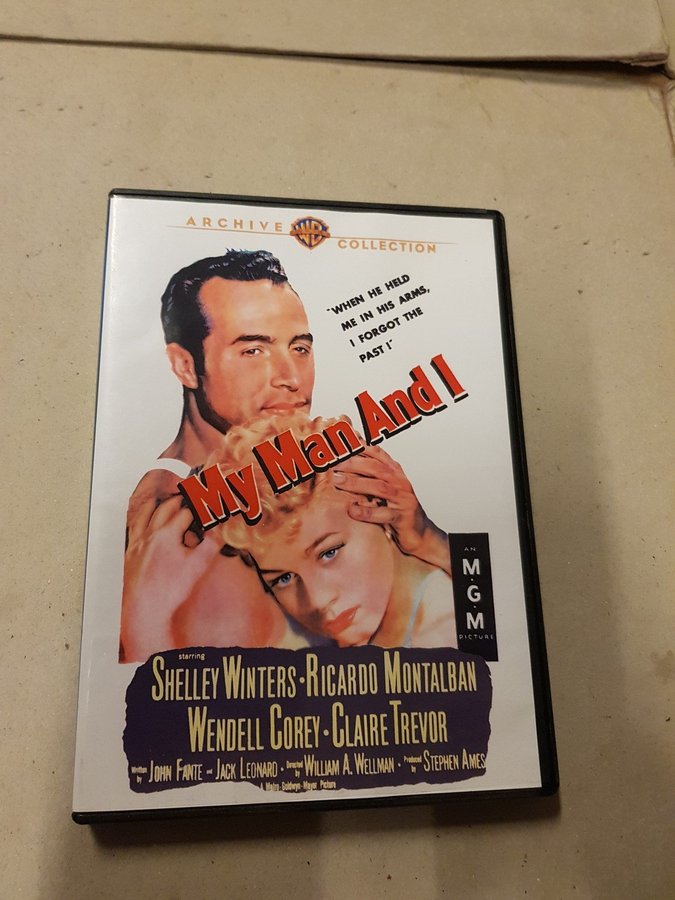 ARCHIVE WB COLLECTION
"WHEN HE HELD
ME IN HIS ARMS,
I FORGOT THE
PAST!"
My Man And I
AN
M·G·M
PICTURE
starring
SHELLEY WINTERS · RICARDO MONTALBAN
WENDELL COREY · CLAIRE TREVOR
Written by JOHN FANTE and JACK LEONARD · Directed by WILLIAM A. WELLMAN · Produced by STEPHEN AMES
A Metro-Goldwyn-Mayer Picture